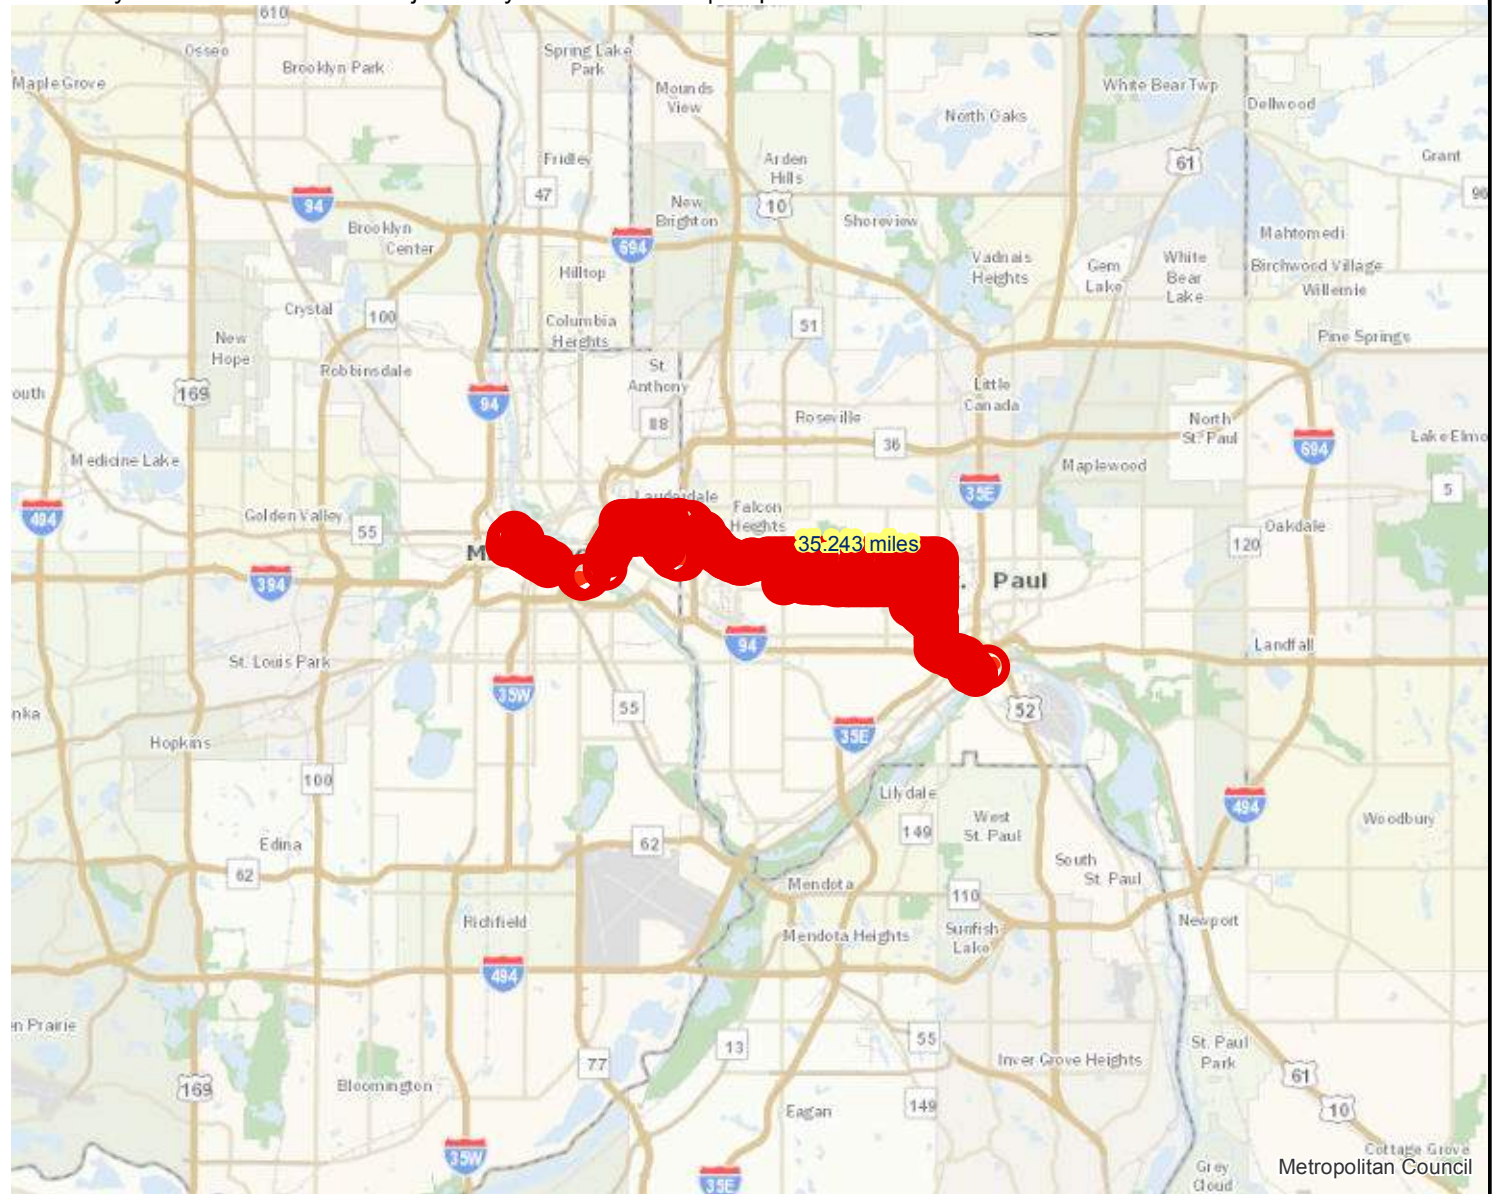 610
Osseo
Brooklyn Park
Spring Lake
Park
Maple Grove
Mounds
View
White Bear Twp
Dellwood
North Oaks
Fridley
Arden
Hills
61
Grant
47
94
New
Brighton
10
Shoreview
96
Brooklyn
Center
694
Mahtomedi
Hilltop
Vadnais
Heights
Gem
Lake
White
Bear
Lake
Birchwood Village
Willernie
Crystal
100
Columbia
Heights
51
New
Hope
Pine Springs
Robbinsdale
St.
Anthony
169
94
Little
Canada
outh
88
Roseville
36
North
St. Paul
694
Lake Elmo
Medicine Lake
Maplewood
35E
5
494
Lauderdale
Golden Valley
55
Falcon
Heights
Oakdale
35.243 miles
120
M
394
Paul
94
Landfall
St. Louis Park
35W
55
52
nka
Hopkins
35E
100
Lilydale
494
West
St. Paul
149
Woodbury
Edina
62
62
South
St. Paul
Mendota
110
Richfield
Newport
Mendota Heights
Sunfish
Lake
494
en Prairie
55
13
St. Paul
Park
77
Inver Grove Heights
61
169
Bloomington
149
Eagan
10
35W
Cottage Grove
Grey
Cloud
Metropolitan Council
35E